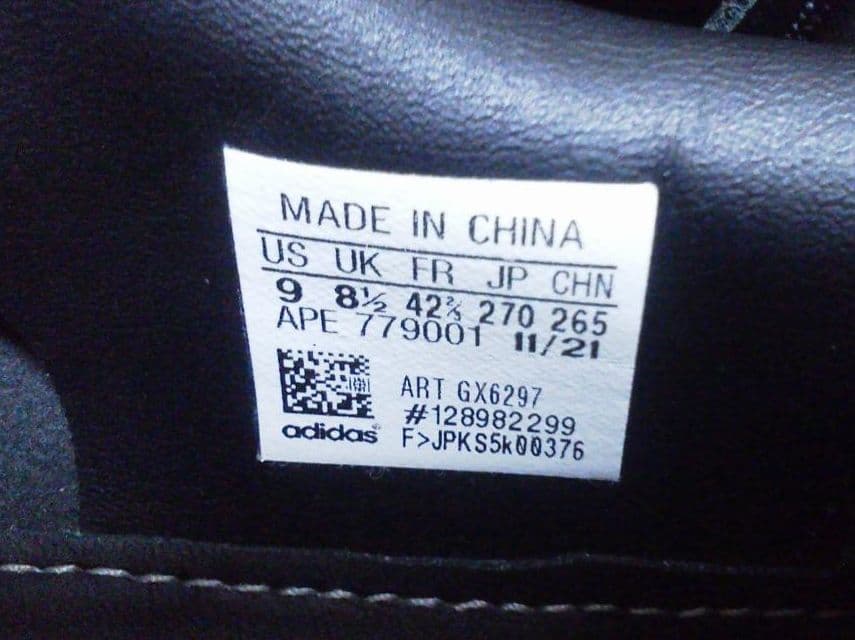 MADE IN CHINA
US UK FR JP CHN
9 8½ 42⅔ 270 265
APE 779001 11/21
ART GX6297
#128982299
adidas®
F>JPKS5k00376